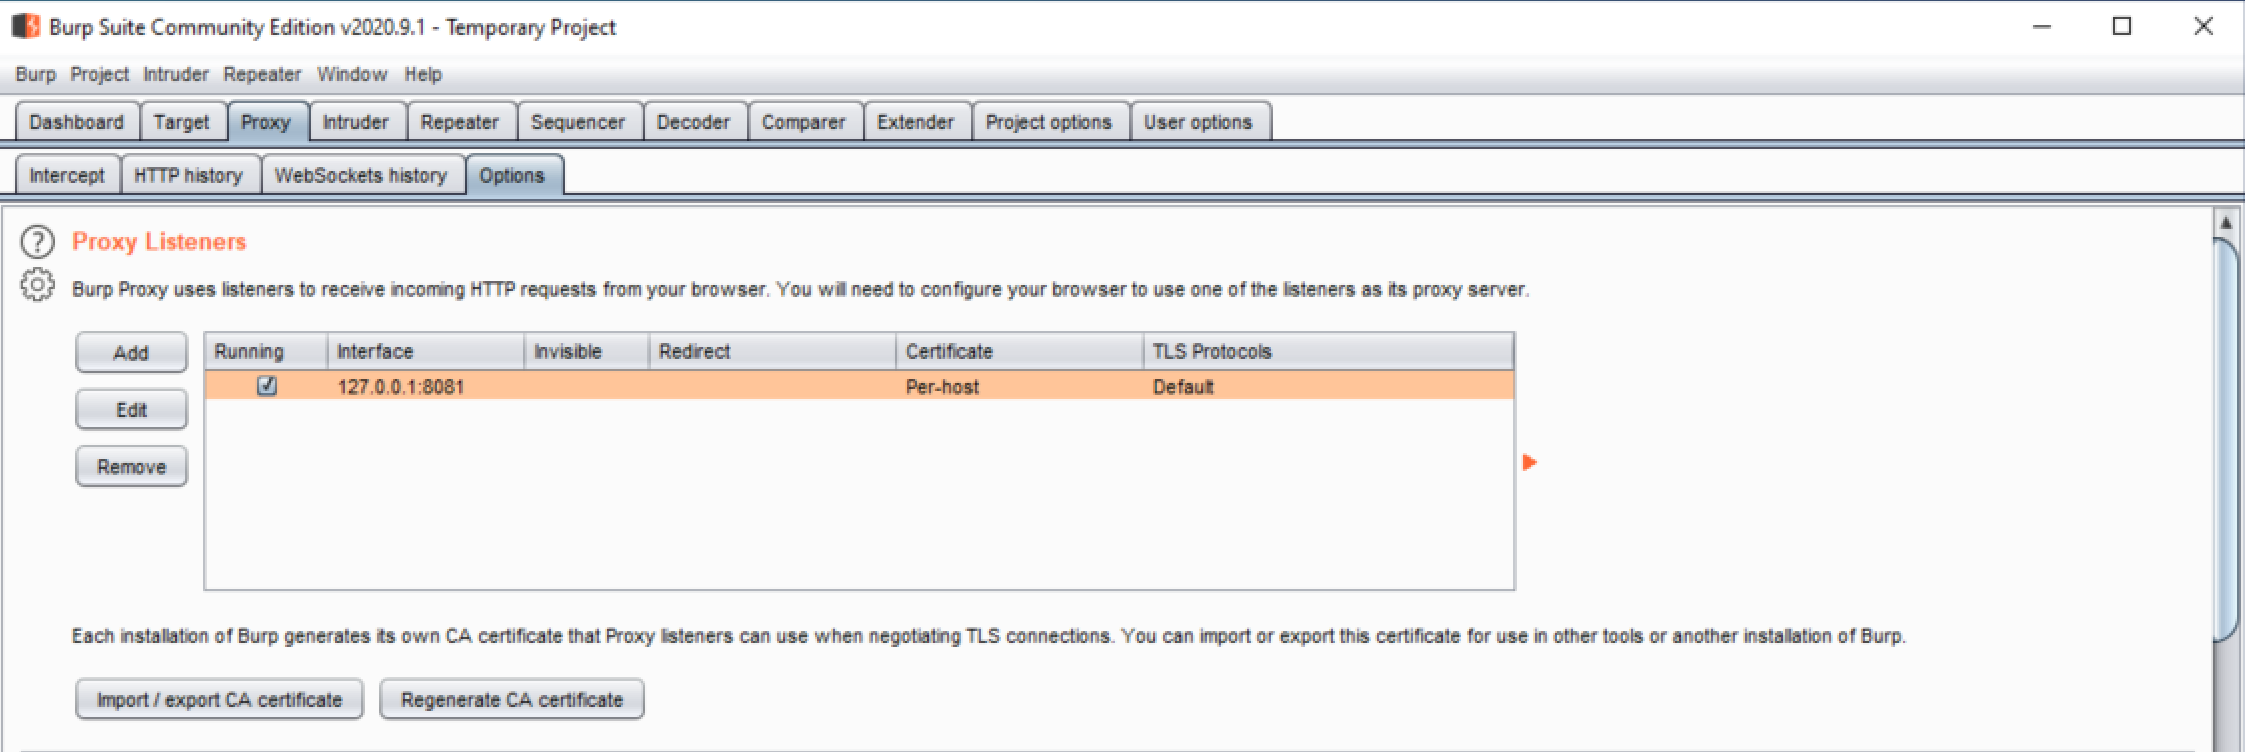 Burp Suite Community Edition v2020.9.1 - Temporary Project
Burp Project Intruder Repeater Window Help
Dashboard Target Proxy Intruder Repeater Sequencer Decoder Comparer Extender Project options User options
Intercept HTTP history WebSockets history Options
? Proxy Listeners
Burp Proxy uses listeners to receive incoming HTTP requests from your browser. You will need to configure your browser to use one of the listeners as its proxy server.
Add Running Interface Invisible Redirect Certificate TLS Protocols
127.0.0.1:8081 Per-host Default
Edit
Remove
Each installation of Burp generates its own CA certificate that Proxy listeners can use when negotiating TLS connections. You can import or export this certificate for use in other tools or another installation of Burp.
Import / export CA certificate Regenerate CA certificate